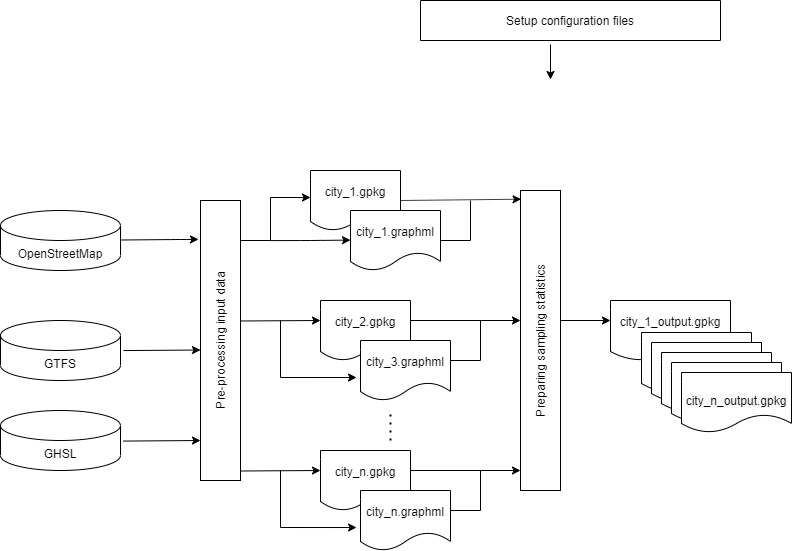 Setup configuration files
OpenStreetMap
GTFS
GHSL
Pre-processing input data
city_1.gpkg
city_1.graphml
city_2.gpkg
city_3.graphml
city_n.gpkg
city_n.graphml
Preparing sampling statistics
city_1_output.gpkg
city_n_output.gpkg